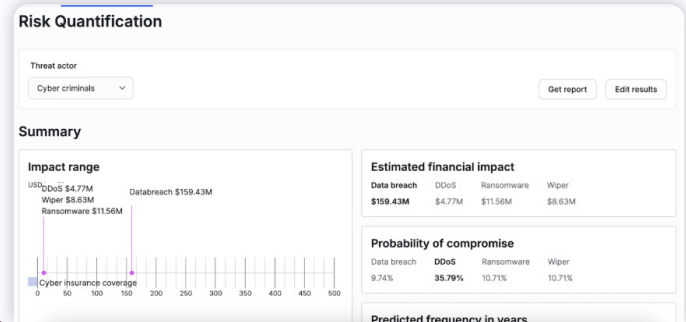 Risk Quantification
Threat actor
Cyber criminals
Get report
Edit results
Summary
Impact range
USD
DDoS $4.77M
Wiper $8.63M
Ransomware $11.56M
Databreach $159.43M
Cyber insurance coverage
0 50 100 150 200 250 300 350 400 450 500
Estimated financial impact
Data breach DDoS Ransomware Wiper
$159.43M $4.77M $11.56M $8.63M
Probability of compromise
Data breach DDoS Ransomware Wiper
9.74% 35.79% 10.71% 10.71%
Predicted frequency in years